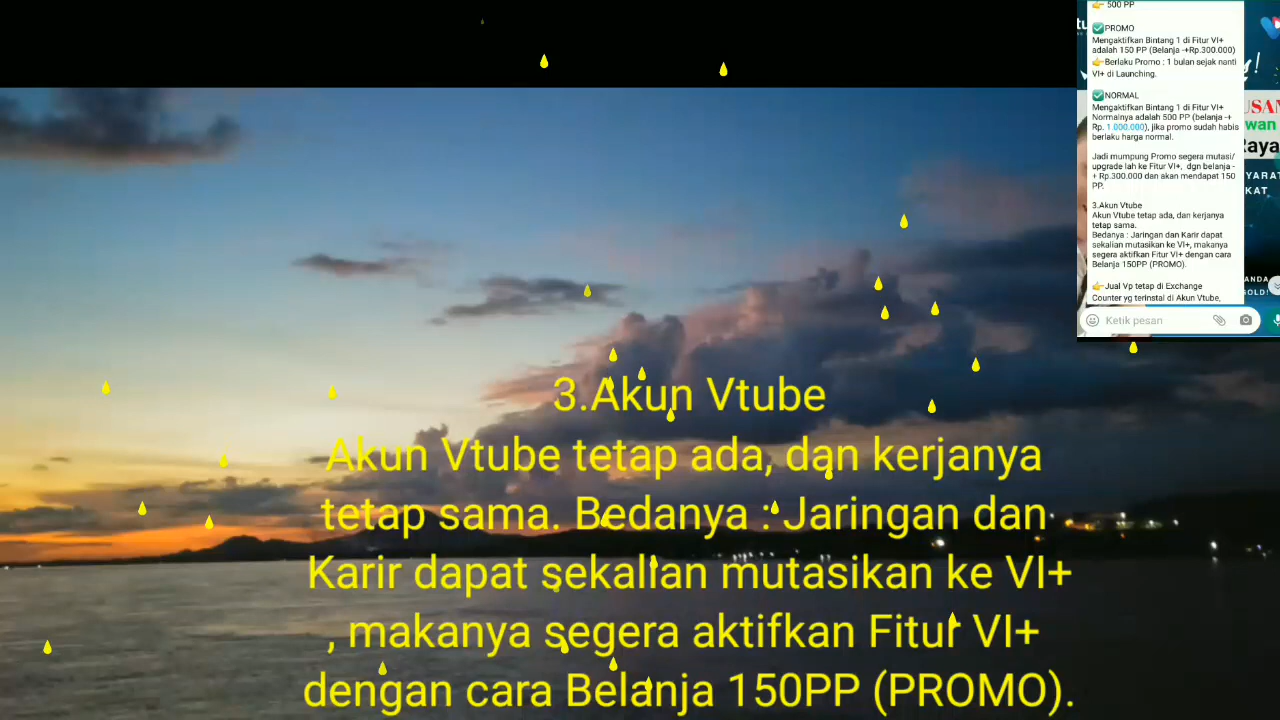 👉 500 PP
✅PROMO
Mengaktifkan Bintang 1 di Fitur VI+
adalah 150 PP (Belanja -+Rp.300.000)
👉Berlaku Promo : 1 bulan sejak nanti
VI+ di Launching.
✅NORMAL
Mengaktifkan Bintang 1 di Fitur VI+
Normalnya adalah 500 PP (belanja -+
Rp. 1.000.000), jika promo sudah habis
berlaku harga normal.
Jadi mumpung Promo segera mutasi/
upgrade lah ke Fitur VI+, dgn belanja -
+ Rp.300.000 dan akan mendapat 150
PP.
3.Akun Vtube
Akun Vtube tetap ada, dan kerjanya
tetap sama.
Bedanya : Jaringan dan Karir dapat
sekalian mutasikan ke VI+, makanya
segera aktifkan Fitur VI+ dengan cara
Belanja 150PP (PROMO).
👉Jual Vp tetap di Exchange
Counter yg terinstal di Akun Vtube,
Ketik pesan
3.Akun Vtube
Akun Vtube tetap ada, dan kerjanya
tetap sama. Bedanya : Jaringan dan
Karir dapat sekalian mutasikan ke VI+
, makanya segera aktifkan Fitur VI+
dengan cara Belanja 150PP (PROMO).